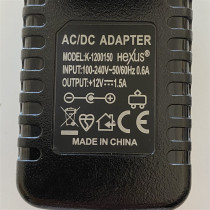 AC/DC ADAPTER
MODEL:K-1200150 HeXUS®
INPUT:100-240V~50/60Hz 0.6A
OUTPUT:+12V⎓1.5A
MADE IN CHINA